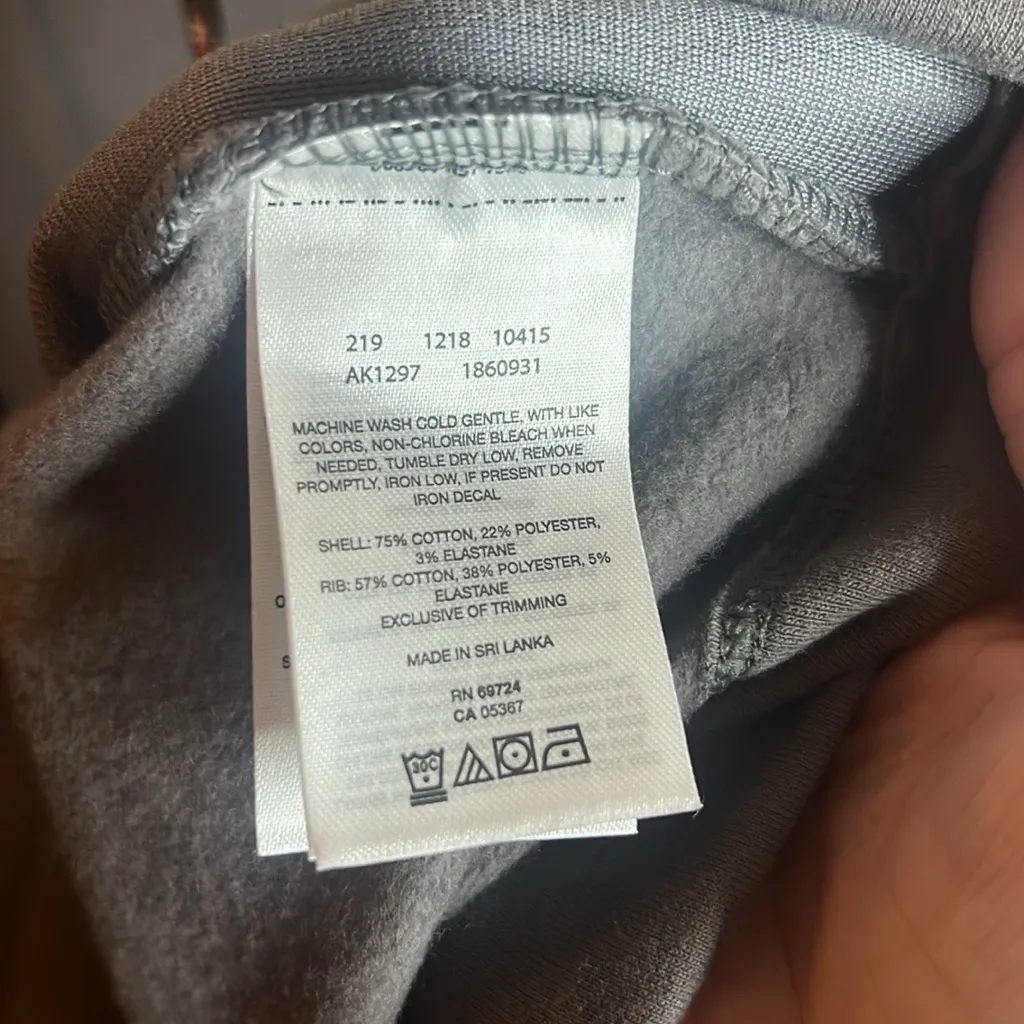 219 1218 10415
AK1297 1860931
MACHINE WASH COLD GENTLE, WITH LIKE
COLORS, NON-CHLORINE BLEACH WHEN
NEEDED, TUMBLE DRY LOW, REMOVE
PROMPTLY, IRON LOW, IF PRESENT DO NOT
IRON DECAL
SHELL: 75% COTTON, 22% POLYESTER,
3% ELASTANE
RIB: 57% COTTON, 38% POLYESTER, 5%
ELASTANE
EXCLUSIVE OF TRIMMING
MADE IN SRI LANKA
RN 69724
CA 05367
30C